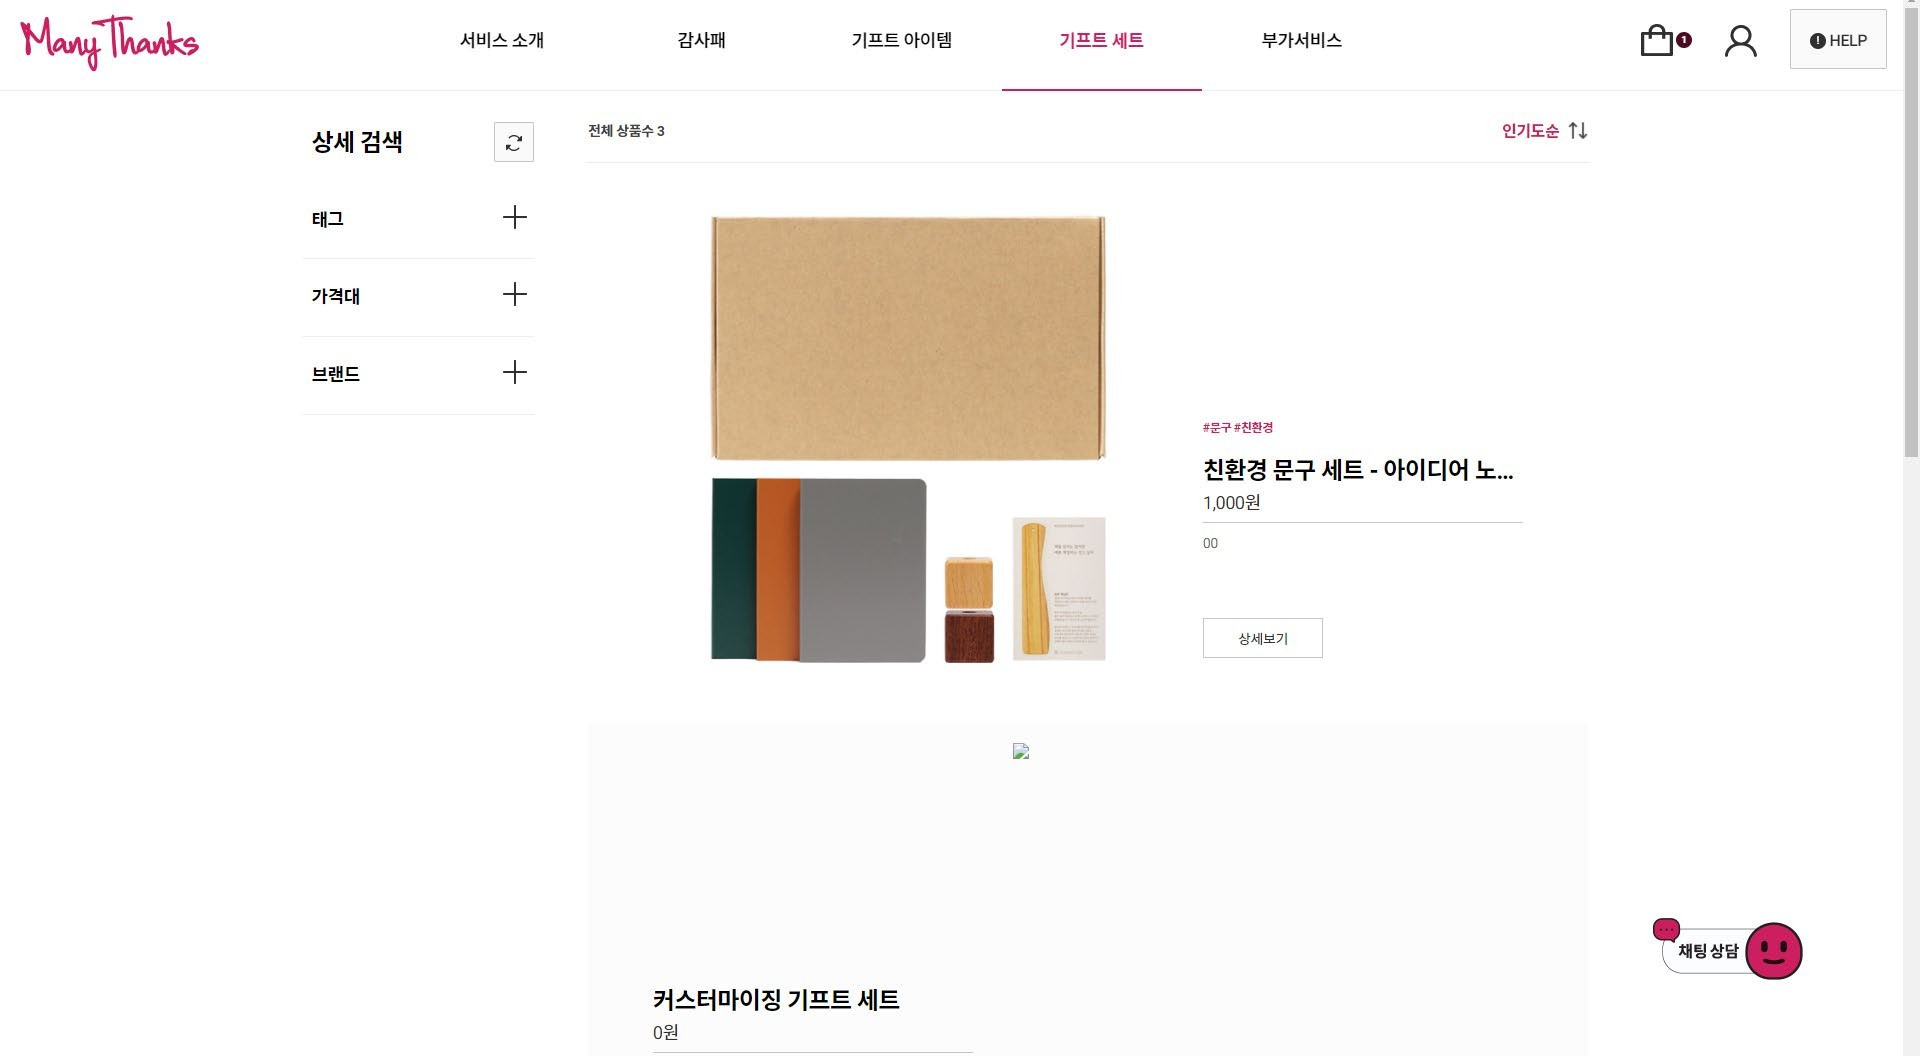 Many Thanks
서비스 소개
감사패
기프트 아이템
기프트 세트
부가서비스
1
HELP
상세 검색
태그
가격대
브랜드
전체 상품수 3
인기도순
#문구 #친환경
친환경 문구 세트 - 아이디어 노...
1,000원
00
상세보기
커스터마이징 기프트 세트
0원
채팅 상담